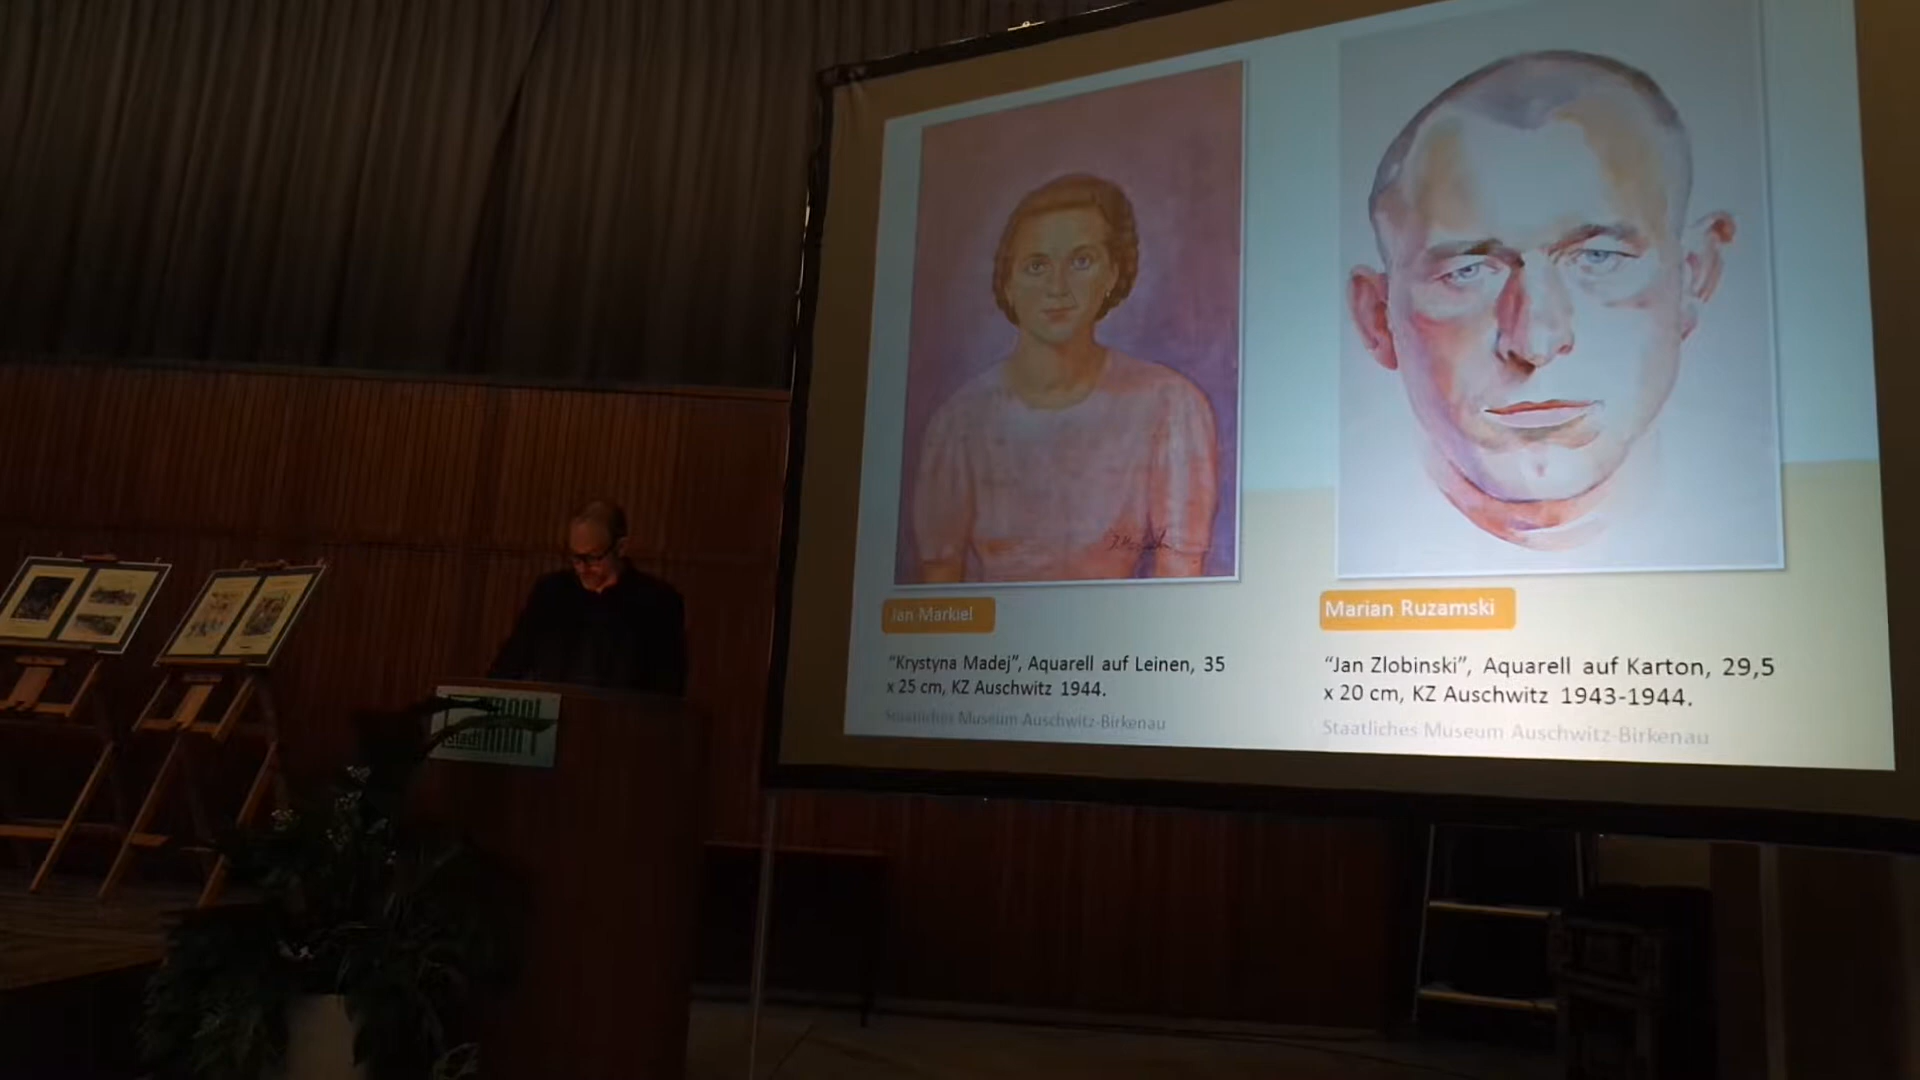 Jan Markiel
"Krystyna Madej", Aquarell auf Leinen, 35
x 25 cm, KZ Auschwitz 1944.
Staatliches Museum Auschwitz-Birkenau
Marian Ruzamski
"Jan Zlobinski", Aquarell auf Karton, 29,5
x 20 cm, KZ Auschwitz 1943-1944.
Staatliches Museum Auschwitz-Birkenau
Stadt